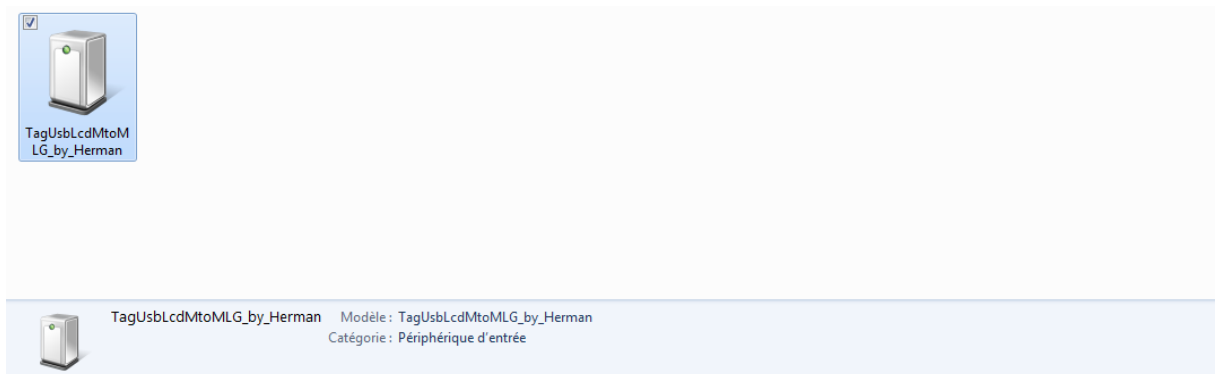 TagUsbLcdMtoM
LG_by_Herman
TagUsbLcdMtoMLG_by_Herman Modèle : TagUsbLcdMtoMLG_by_Herman
Catégorie : Périphérique d'entrée